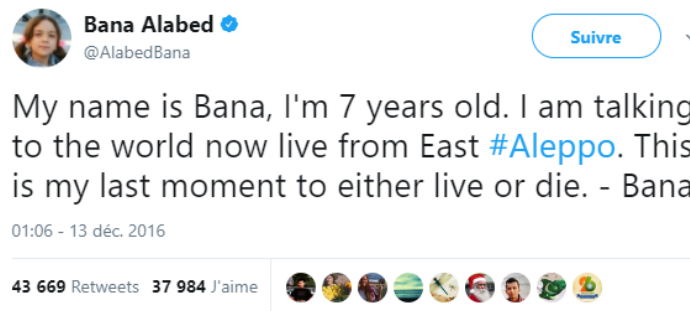 Bana Alabed
@AlabedBana
Suivre
My name is Bana, I'm 7 years old. I am talking
to the world now live from East #Aleppo. This
is my last moment to either live or die. - Bana
01:06 - 13 déc. 2016
43 669 Retweets 37 984 J'aime